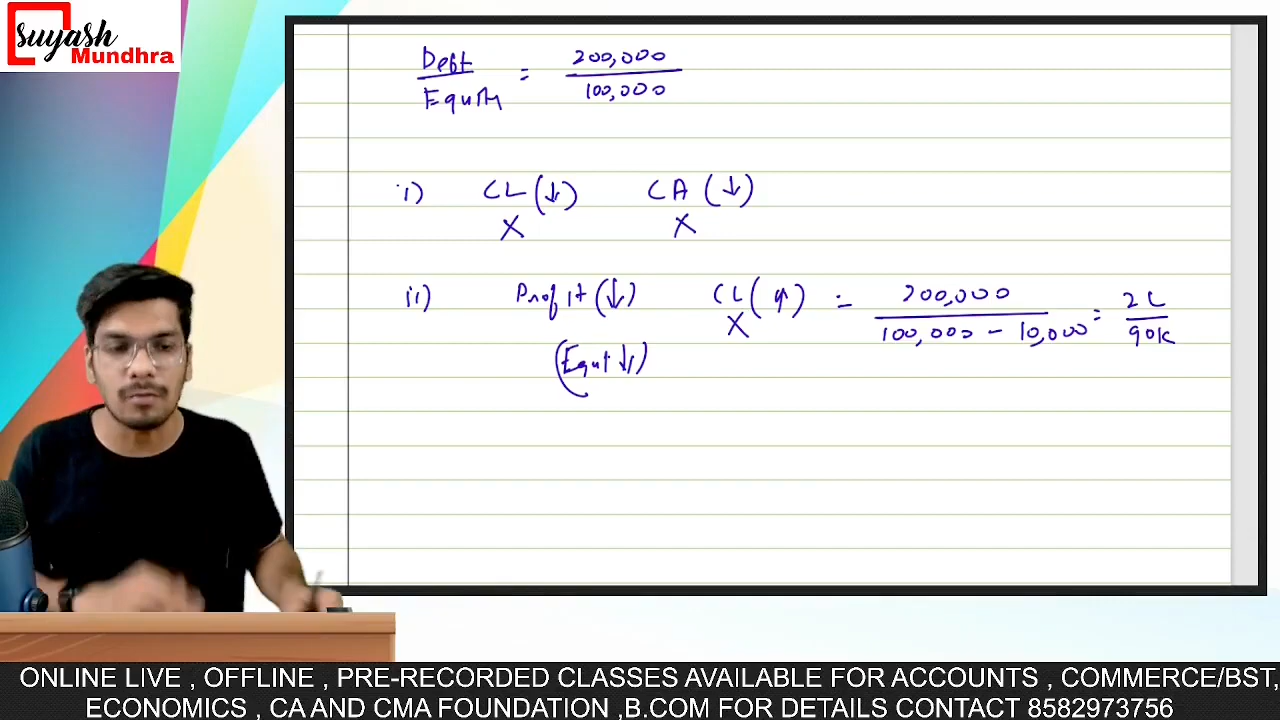 suyash
Mundhra
Debt/Equity = 200,000/100,000
i) CL (↓) CA (↓)
X X
ii) Profit (↓) CL (↑) = 200,000/100,000 - 10,000 = 2L/90K
X
(Equt ↓)
ONLINE LIVE , OFFLINE , PRE-RECORDED CLASSES AVAILABLE FOR ACCOUNTS , COMMERCE/BST,
ECONOMICS , CA AND CMA FOUNDATION ,B.COM FOR DETAILS CONTACT 8582973756